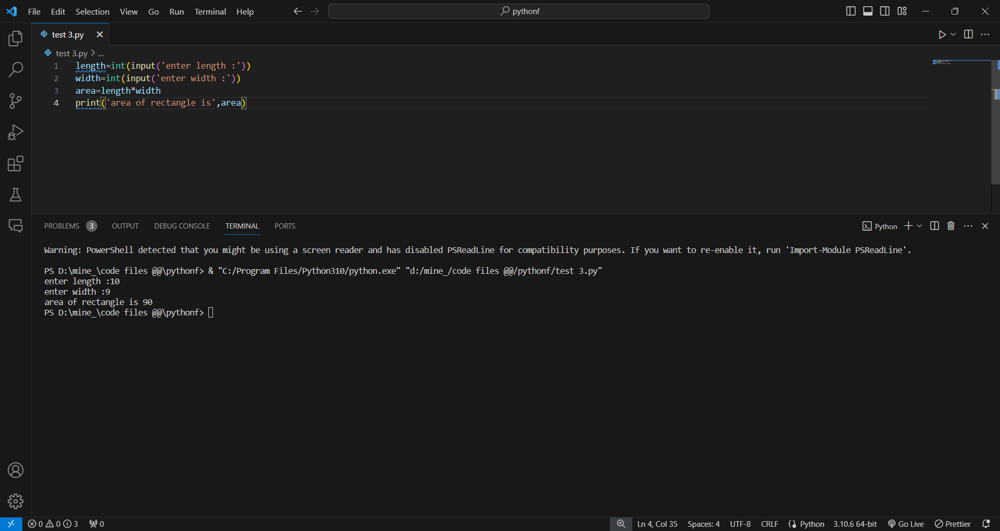 File Edit Selection View Go Run Terminal Help
pythonf
test 3.py
test 3.py > ...
1 length=int(input('enter length :'))
2 width=int(input('enter width :'))
3 area=length*width
4 print('area of rectangle is',area)
PROBLEMS 3 OUTPUT DEBUG CONSOLE TERMINAL PORTS
Python
Warning: PowerShell detected that you might be using a screen reader and has disabled PSReadLine for compatibility purposes. If you want to re-enable it, run 'Import-Module PSReadLine'.
PS D:\mine_\code files @@\pythonf> & "C:/Program Files/Python310/python.exe" "d:/mine_/code files @@/pythonf/test 3.py"
enter length :10
enter width :9
area of rectangle is 90
PS D:\mine_\code files @@\pythonf>
0 0 3 0 Ln 4, Col 35 Spaces: 4 UTF-8 CRLF {} Python 3.10.6 64-bit Go Live Prettier